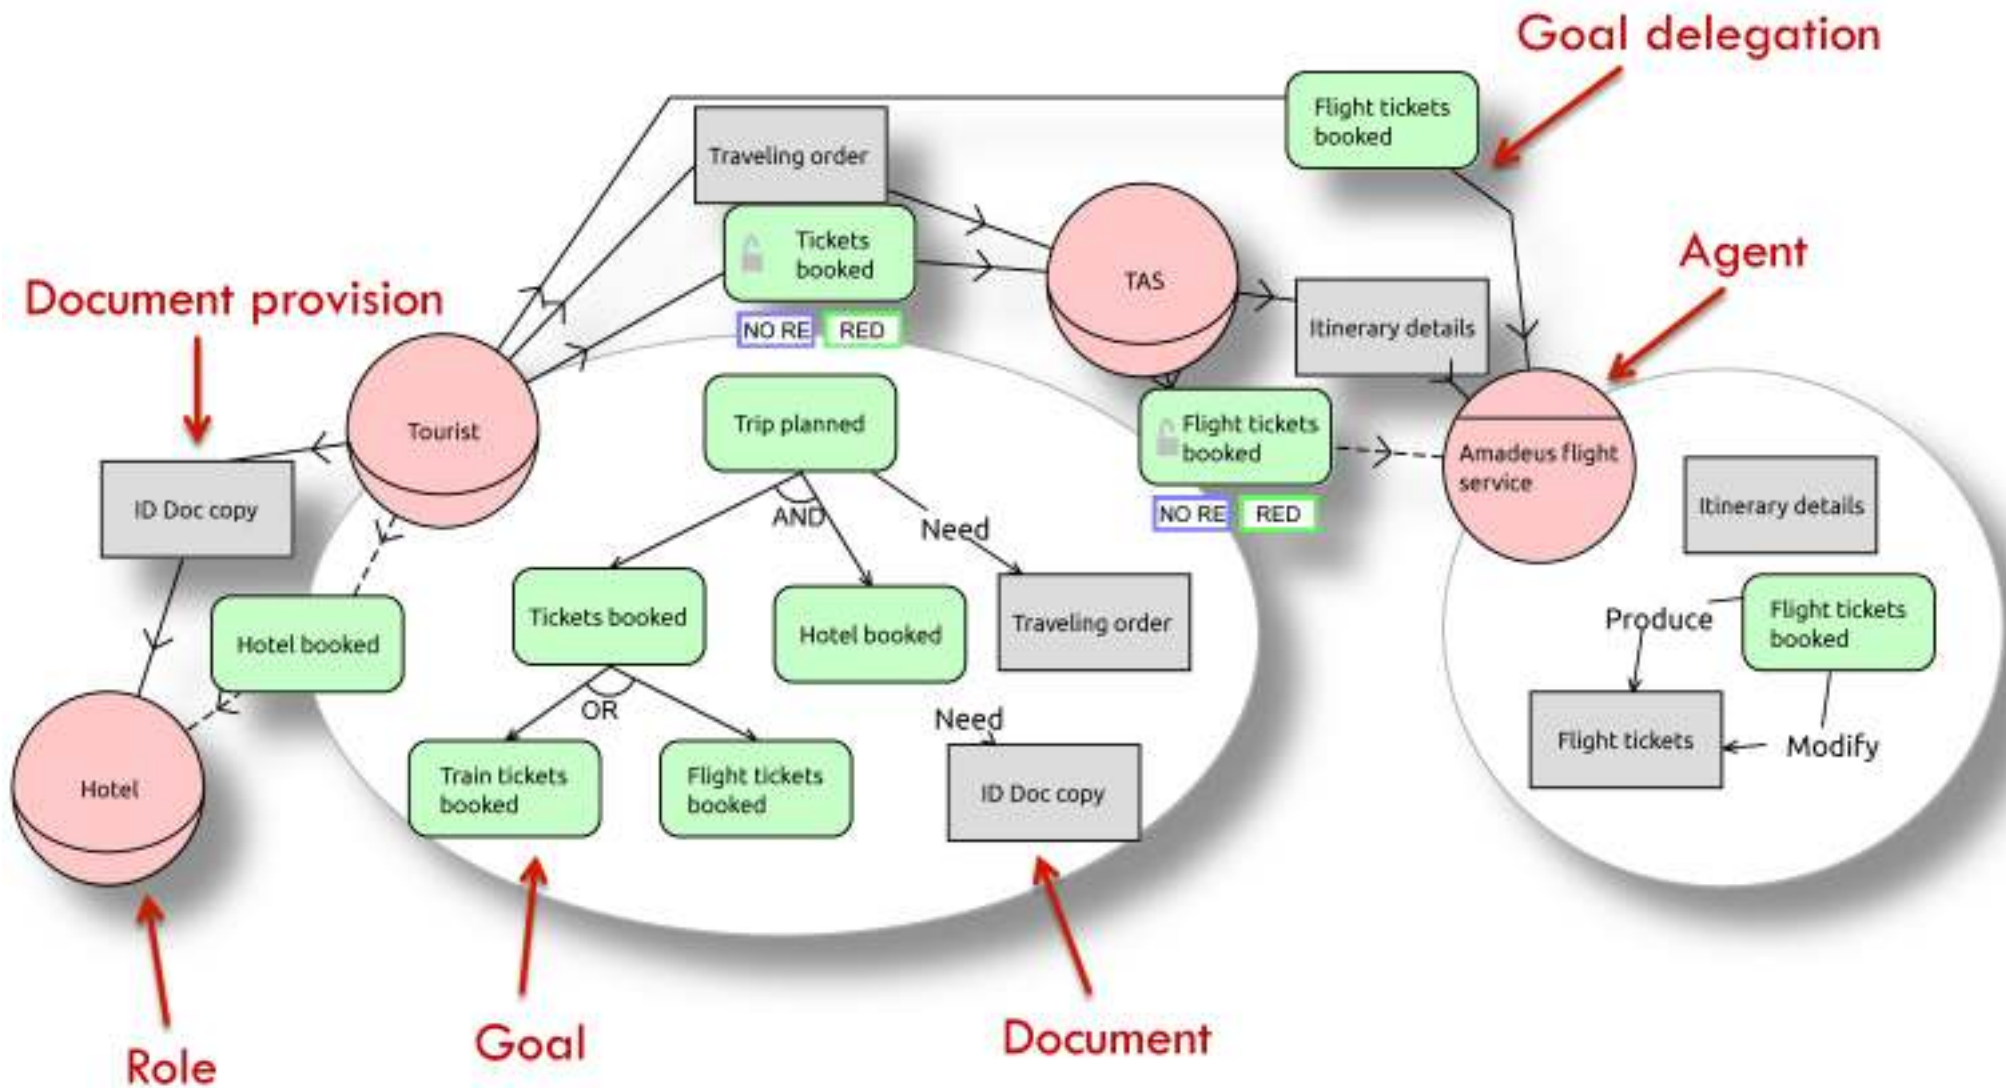 Goal delegation
Flight tickets
booked
Traveling order
Tickets
booked
TAS
Agent
Document provision
NO RE
RED
Itinerary details
Tourist
Trip planned
Flight tickets
booked
Amadeus flight
service
ID Doc copy
AND
Need
NO RE
RED
Itinerary details
Hotel booked
Tickets booked
Hotel booked
Traveling order
Produce
Flight tickets
booked
OR
Need
Hotel
Train tickets
booked
Flight tickets
booked
ID Doc copy
Flight tickets
Modify
Role
Goal
Document